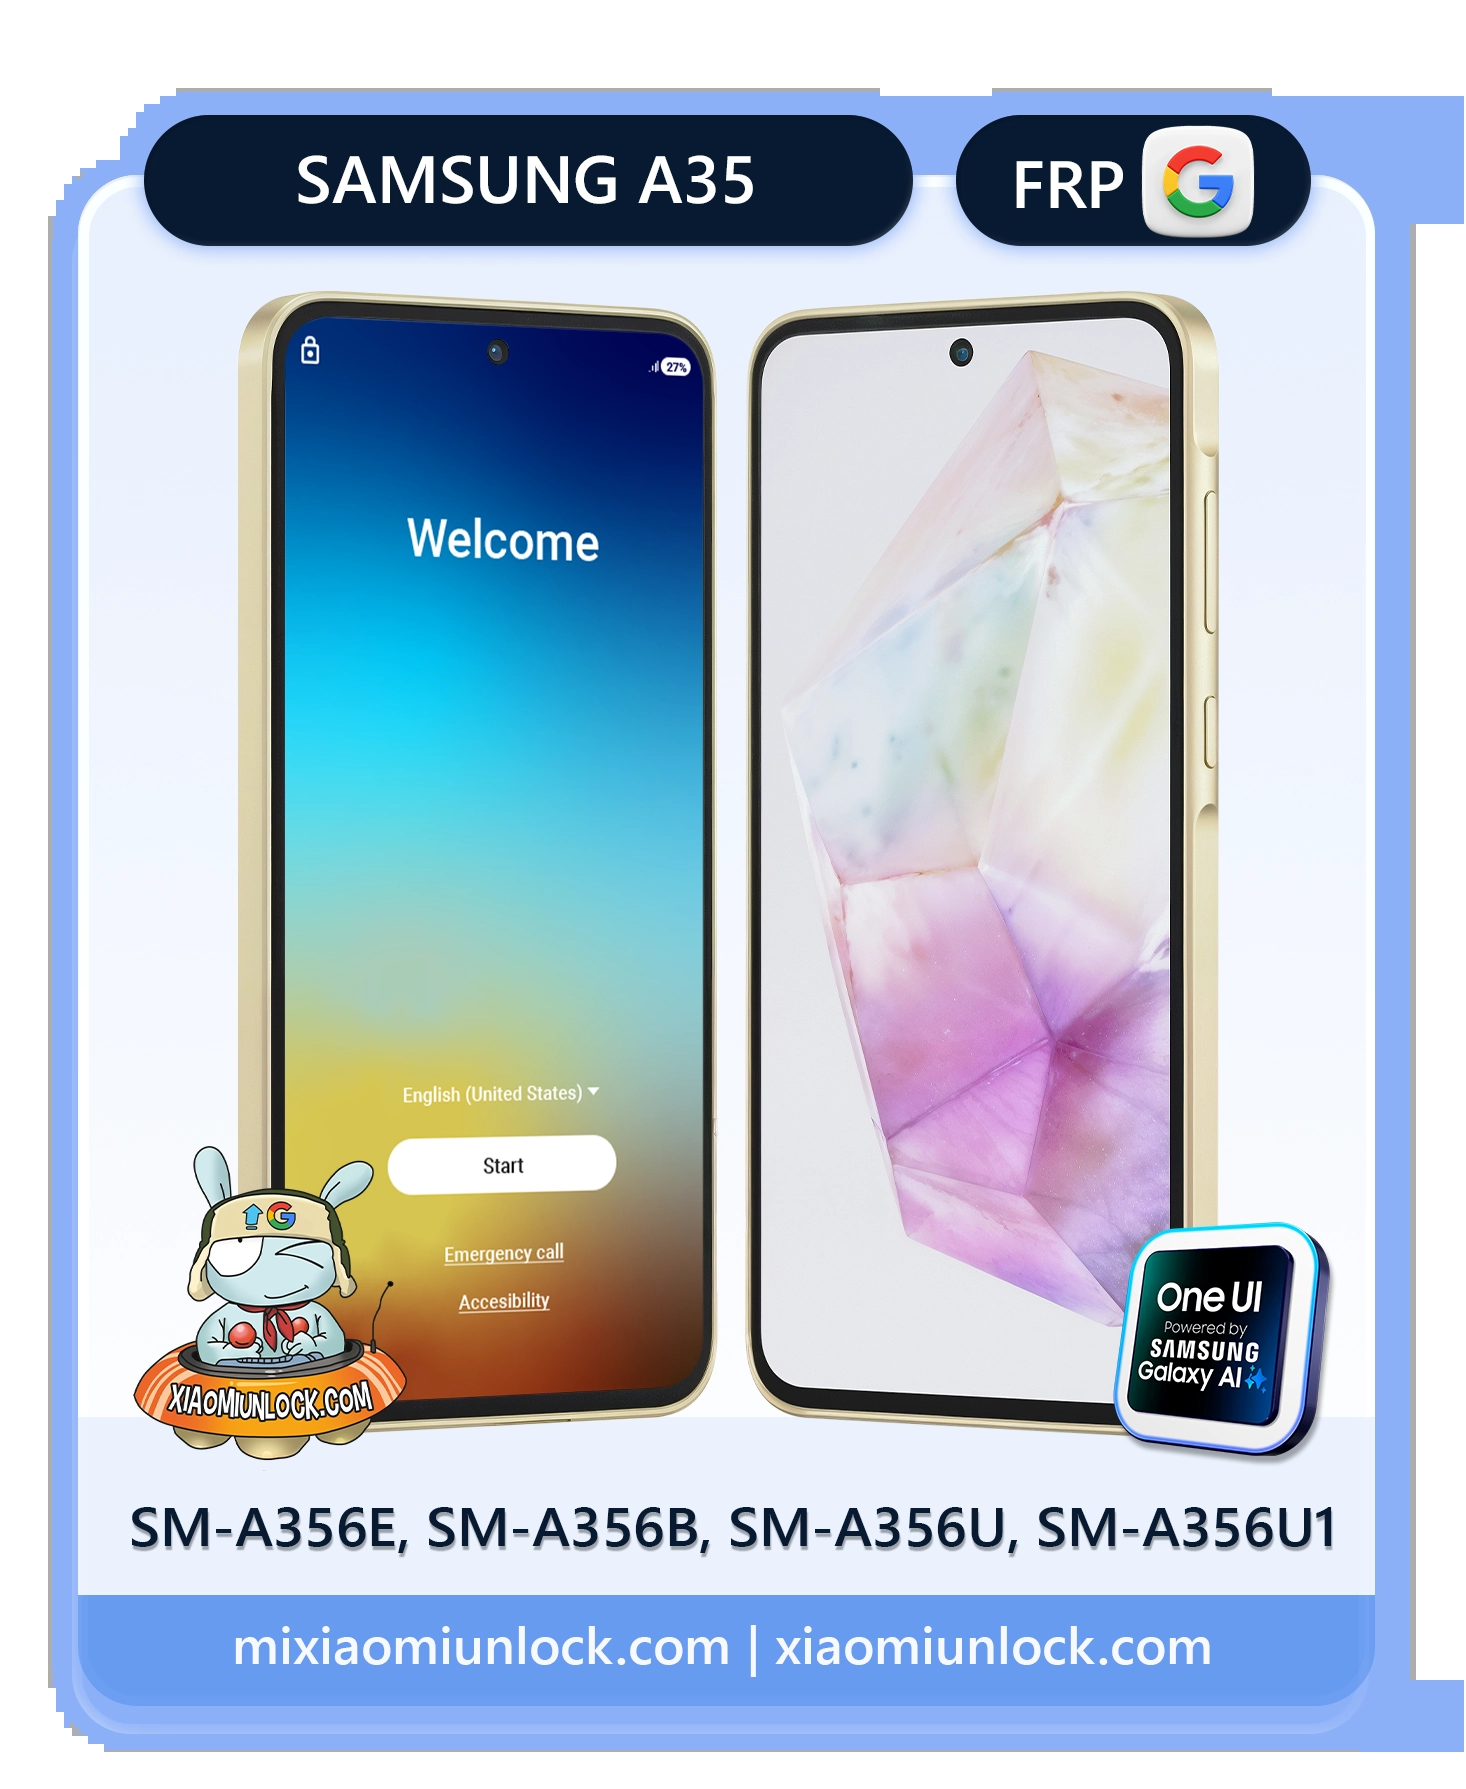 SAMSUNG A35
FRP G
27%
Welcome
English (United States)
Start
Emergency call
Accesibility
G
XIAOMIUNLOCK.COM
One UI
Powered by
SAMSUNG
Galaxy AI
SM-A356E, SM-A356B, SM-A356U, SM-A356U1
mixiaomiunlock.com | xiaomiunlock.com